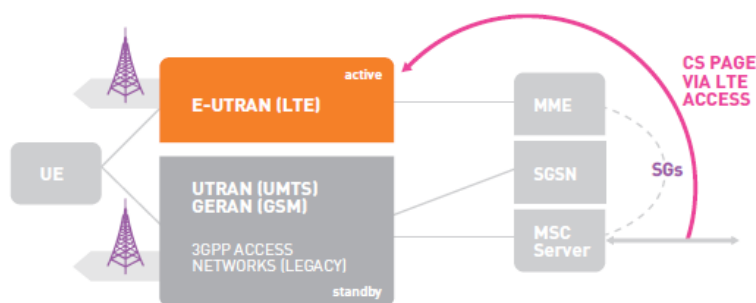 active
CS PAGE
VIA LTE
ACCESS
E-UTRAN (LTE)
MME
UE
SGs
UTRAN (UMTS)
GERAN (GSM)
SGSN
3GPP ACCESS
NETWORKS (LEGACY)
MSC
Server
standby